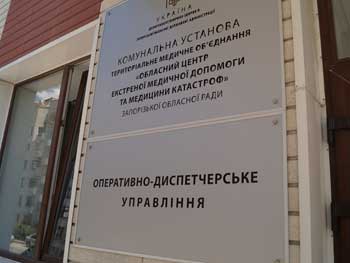 УКРАЇНА
КОМУНАЛЬНА УСТАНОВА
ТЕРИТОРІАЛЬНЕ МЕДИЧНЕ ОБ'ЄДНАННЯ
«ОБЛАСНИЙ ЦЕНТР
ЕКСТРЕНОЇ МЕДИЧНОЇ ДОПОМОГИ
ТА МЕДИЦИНИ КАТАСТРОФ»
ЗАПОРІЗЬКОЇ ОБЛАСНОЇ РАДИ
ОПЕРАТИВНО-ДИСПЕТЧЕРСЬКЕ
УПРАВЛІННЯ